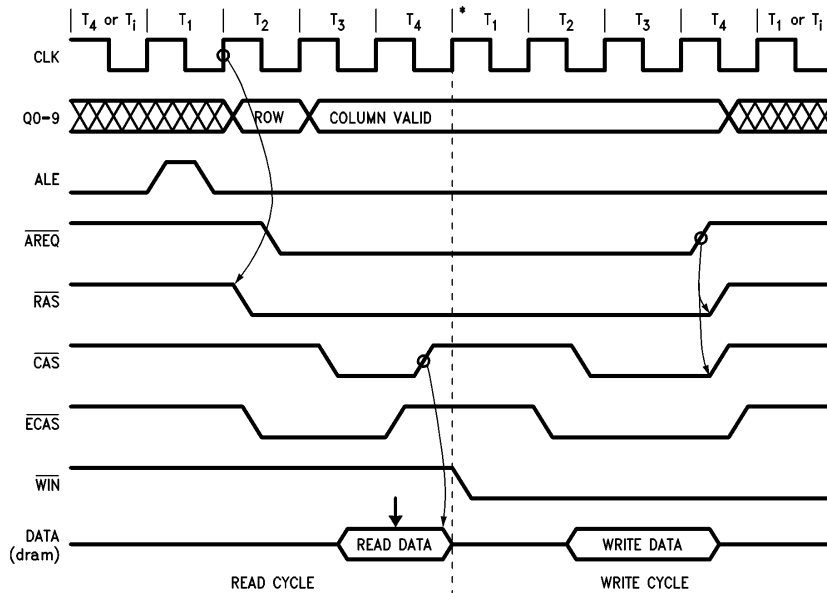 T4 or Ti T1 T2 T3 T4 * T1 T2 T3 T4 T1 or Ti
CLK
Q0-9 ROW COLUMN VALID
ALE
AREQ
RAS
CAS
ECAS
WIN
DATA READ DATA WRITE DATA
(dram)
READ CYCLE WRITE CYCLE